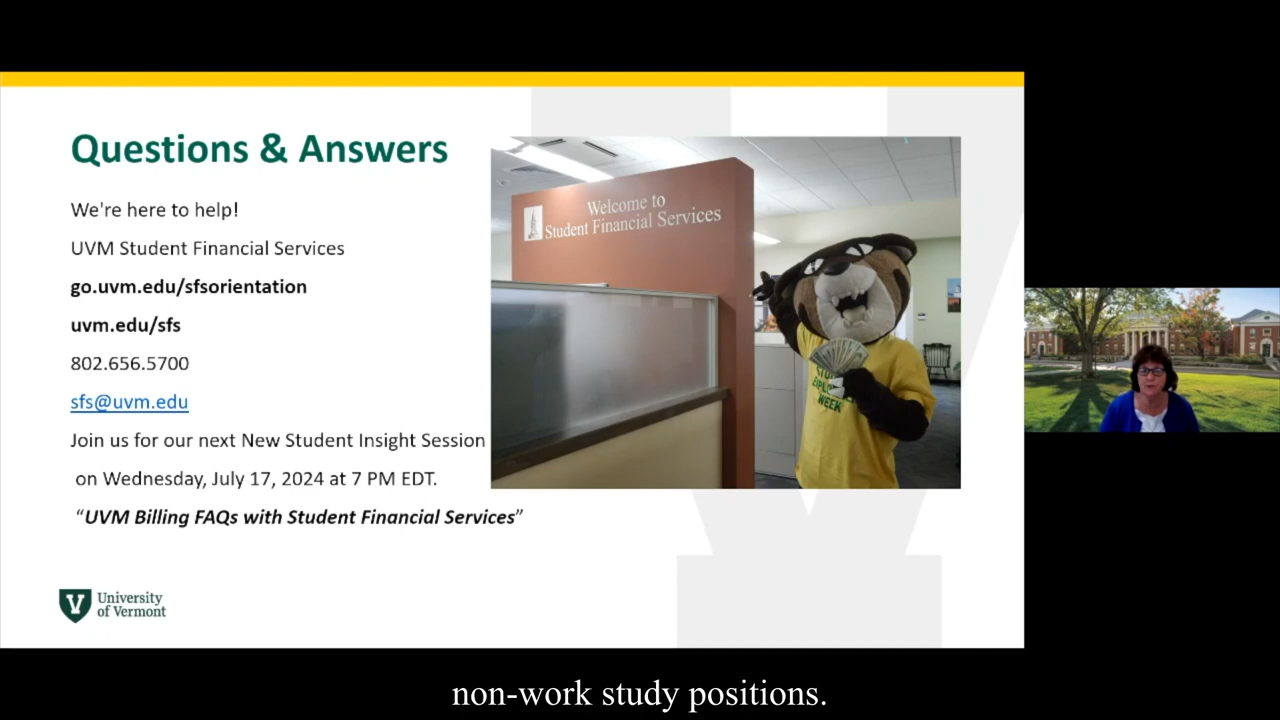 Questions & Answers
We're here to help!
UVM Student Financial Services
go.uvm.edu/sfsorientation
uvm.edu/sfs
802.656.5700
sfs@uvm.edu
Join us for our next New Student Insight Session
on Wednesday, July 17, 2024 at 7 PM EDT.
“UVM Billing FAQs with Student Financial Services”
Welcome to
Student Financial Services
WEEK
University
of Vermont
non-work study positions.